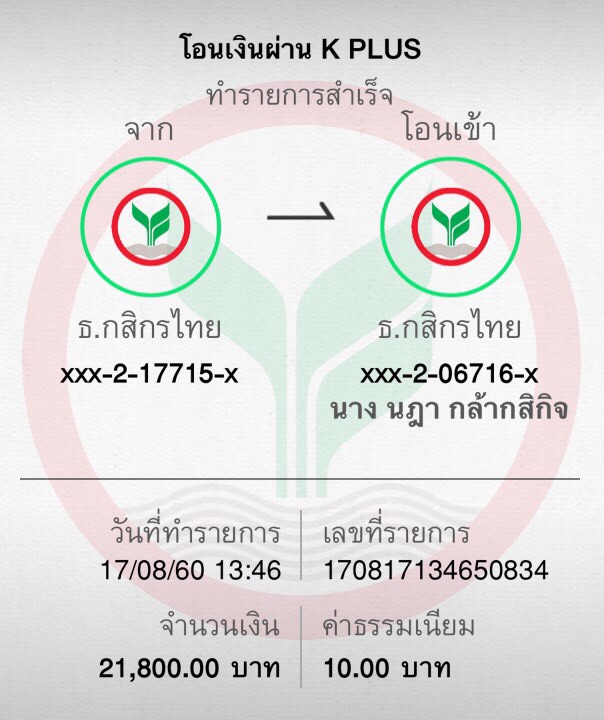 โอนเงินผ่าน K PLUS
ทำรายการสำเร็จ
จาก
โอนเข้า
ธ.กสิกรไทย
ธ.กสิกรไทย
xxx-2-17715-x
xxx-2-06716-x
นาง นฎา กล้ากสิกิจ
วันที่ทำรายการ
เลขที่รายการ
17/08/60 13:46
170817134650834
จำนวนเงิน
ค่าธรรมเนียม
21,800.00 บาท
10.00 บาท